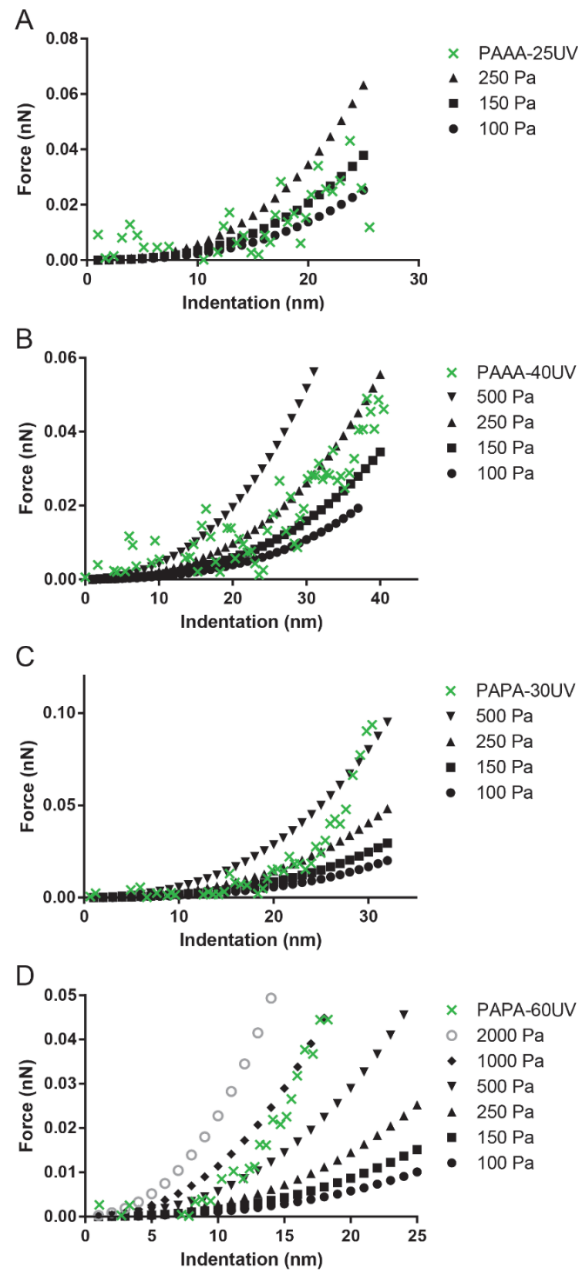 A
0.08
0.06
0.04
0.02
0.00
Force (nN)
0
10
20
30
Indentation (nm)
PAAA-25UV
250 Pa
150 Pa
100 Pa
B
0.06
0.04
0.02
0.00
Force (nN)
0
10
20
30
40
Indentation (nm)
PAAA-40UV
500 Pa
250 Pa
150 Pa
100 Pa
C
0.10
0.05
0.00
Force (nN)
0
10
20
30
Indentation (nm)
PAPA-30UV
500 Pa
250 Pa
150 Pa
100 Pa
D
0.05
0.04
0.03
0.02
0.01
0.00
Force (nN)
0
5
10
15
20
25
Indentation (nm)
PAPA-60UV
2000 Pa
1000 Pa
500 Pa
250 Pa
150 Pa
100 Pa